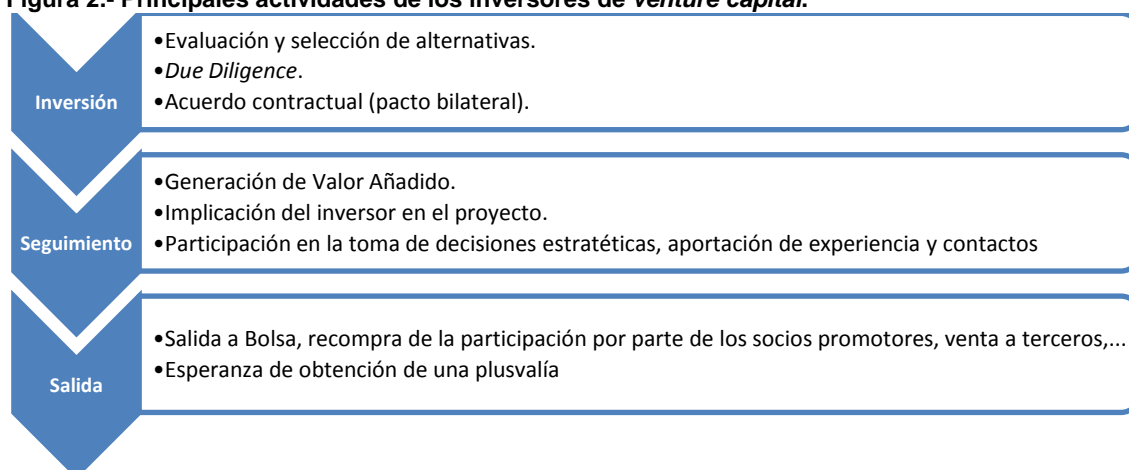 Figura 2.- Principales actividades de los inversores de venture capital.
Inversión
•Evaluación y selección de alternativas.
•Due Diligence.
•Acuerdo contractual (pacto bilateral).
Seguimiento
•Generación de Valor Añadido.
•Implicación del inversor en el proyecto.
•Participación en la toma de decisiones estratéticas, aportación de experiencia y contactos
Salida
•Salida a Bolsa, recompra de la participación por parte de los socios promotores, venta a terceros,...
•Esperanza de obtención de una plusvalía